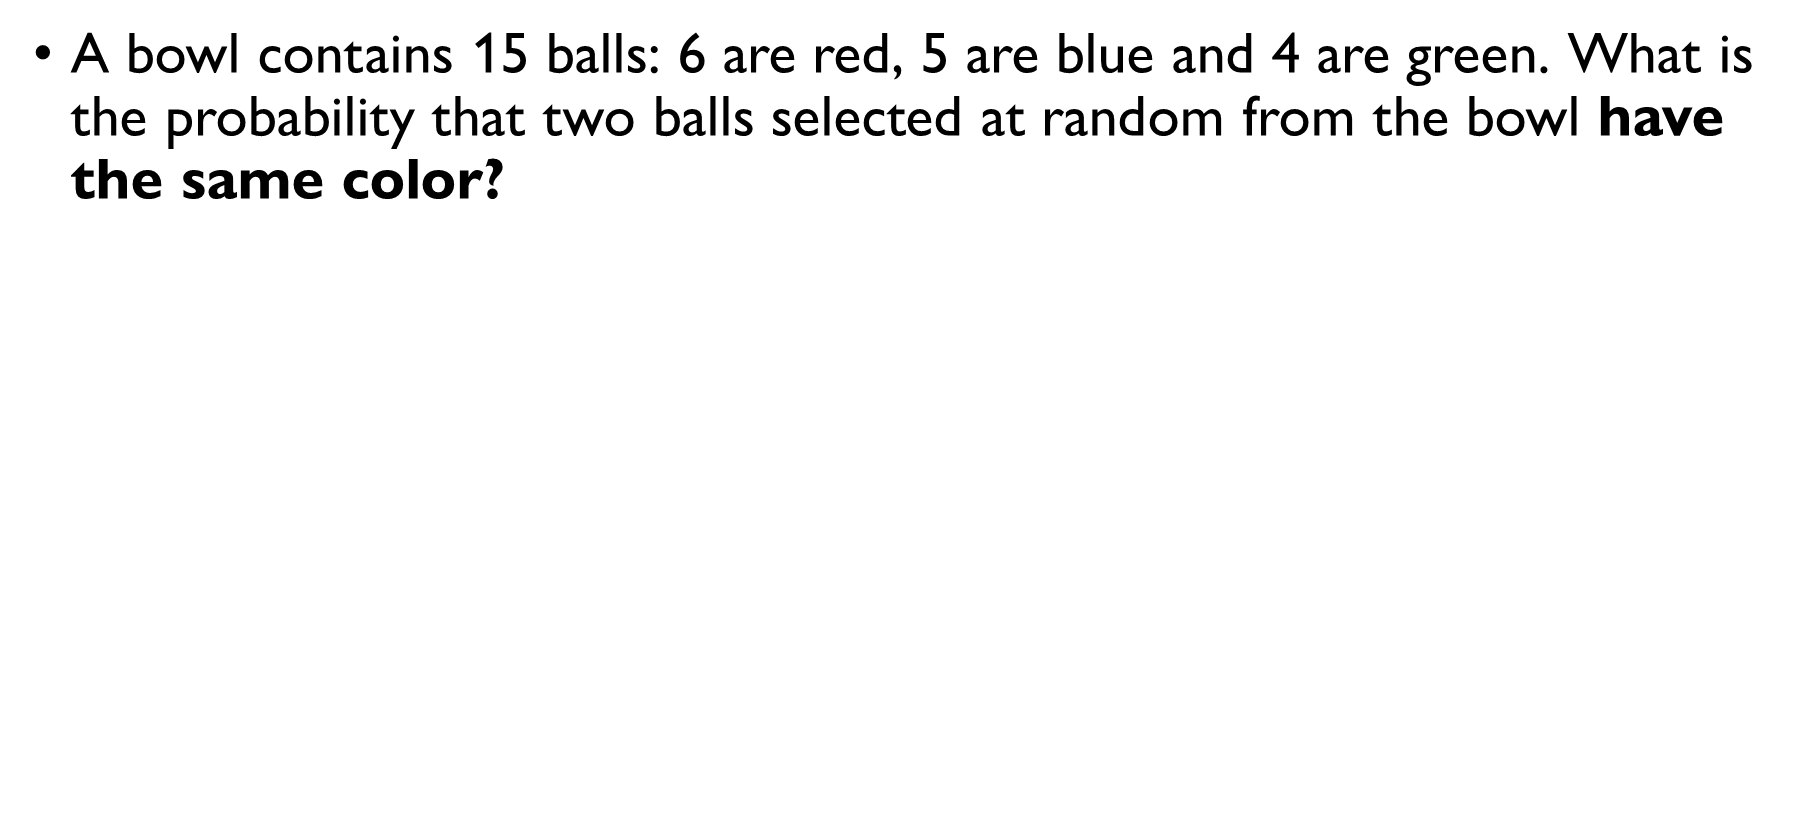 • A bowl contains 15 balls: 6 are red, 5 are blue and 4 are green. What is
the probability that two balls selected at random from the bowl have
the same color?